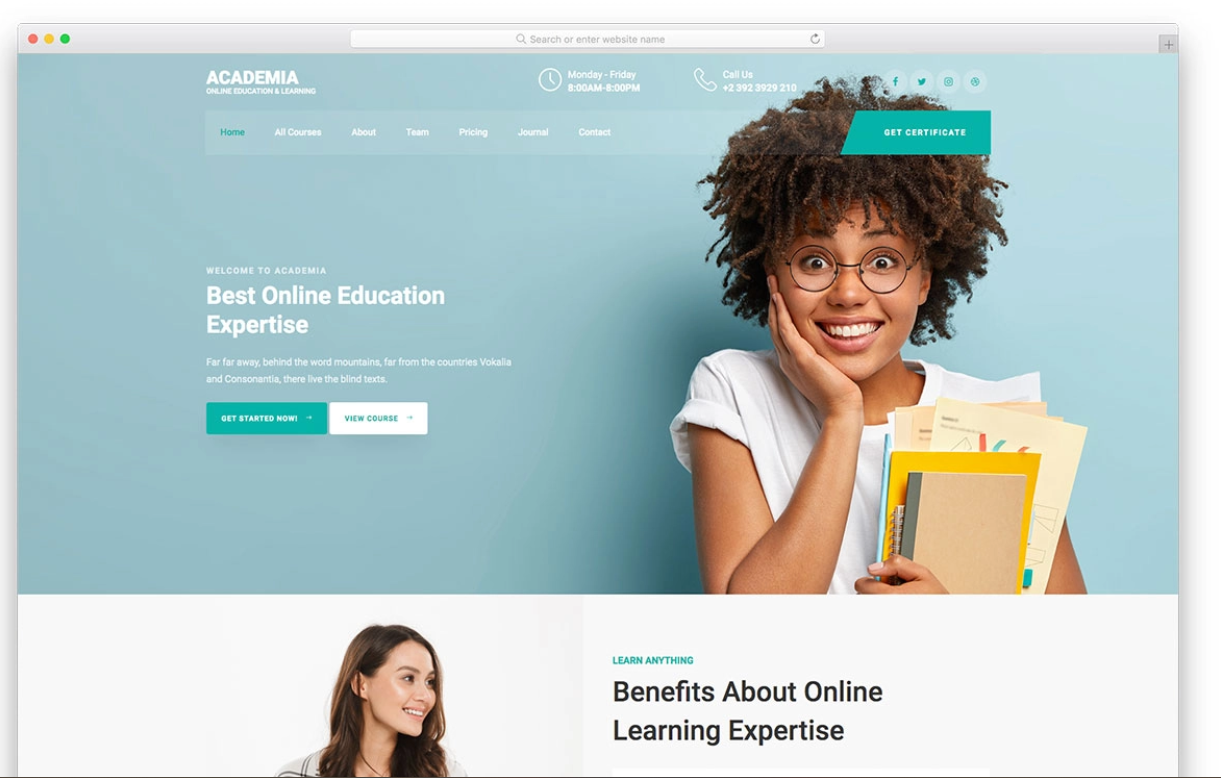 Search or enter website name
ACADEMIA
ONLINE EDUCATION & LEARNING
Monday - Friday
8:00AM-8:00PM
Call Us
+2 392 3929 210
Home
All Courses
About
Team
Pricing
Journal
Contact
GET CERTIFICATE
WELCOME TO ACADEMIA
Best Online Education
Expertise
Far far away, behind the word mountains, far from the countries Vokalia
and Consonantia, there live the blind texts.
GET STARTED NOW! →
VIEW COURSE →
LEARN ANYTHING
Benefits About Online
Learning Expertise